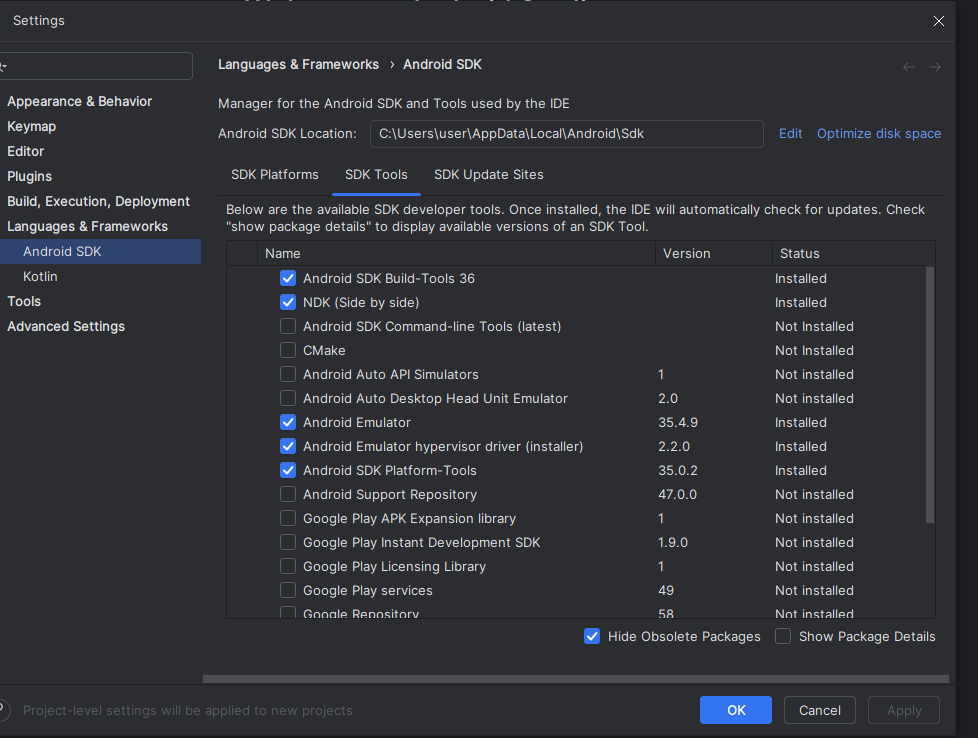 Settings
Languages & Frameworks › Android SDK
Appearance & Behavior
Keymap
Editor
Plugins
Build, Execution, Deployment
Languages & Frameworks
Android SDK
Kotlin
Tools
Advanced Settings
Manager for the Android SDK and Tools used by the IDE
Android SDK Location: C:\Users\user\AppData\Local\Android\Sdk Edit Optimize disk space
SDK Platforms SDK Tools SDK Update Sites
Below are the available SDK developer tools. Once installed, the IDE will automatically check for updates. Check
"show package details" to display available versions of an SDK Tool.
Name Version Status
Android SDK Build-Tools 36 Installed
NDK (Side by side) Installed
Android SDK Command-line Tools (latest) Not Installed
CMake Not Installed
Android Auto API Simulators 1 Not installed
Android Auto Desktop Head Unit Emulator 2.0 Not installed
Android Emulator 35.4.9 Installed
Android Emulator hypervisor driver (installer) 2.2.0 Installed
Android SDK Platform-Tools 35.0.2 Installed
Android Support Repository 47.0.0 Not installed
Google Play APK Expansion library 1 Not installed
Google Play Instant Development SDK 1.9.0 Not installed
Google Play Licensing Library 1 Not installed
Google Play services 49 Not installed
Google Repository 58 Not installed
Hide Obsolete Packages Show Package Details
Project-level settings will be applied to new projects
OK Cancel Apply